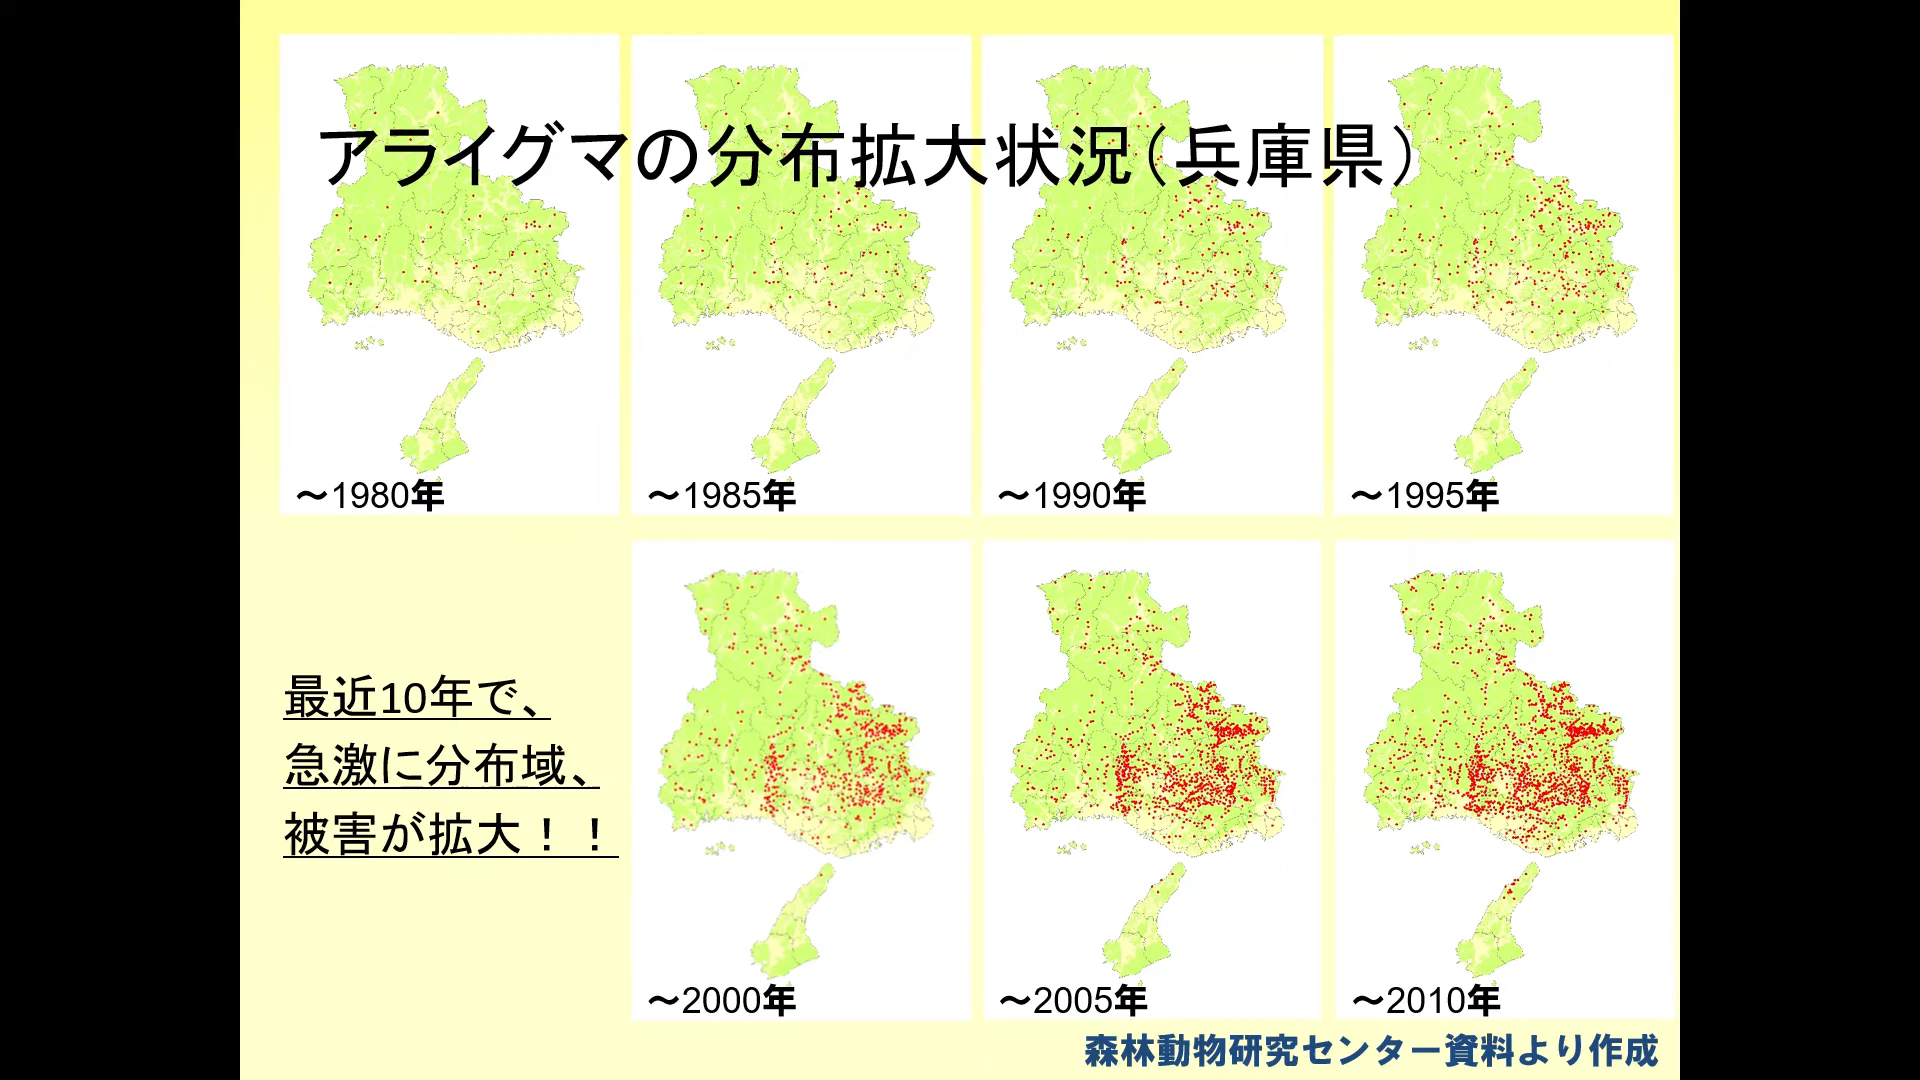 アライグマの分布拡大状況（兵庫県）
～1980年
～1985年
～1990年
～1995年
最近10年で、
急激に分布域、
被害が拡大！！
～2000年
～2005年
～2010年
森林動物研究センター資料より作成